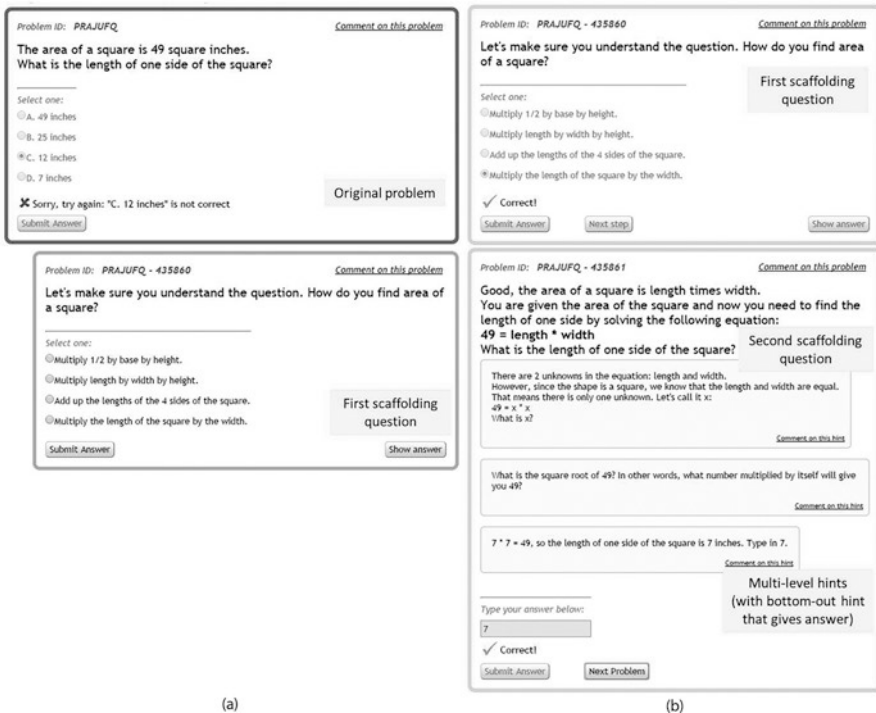 Problem ID: PRAJUFQ
Comment on this problem
The area of a square is 49 square inches.
What is the length of one side of the square?
Select one:
A. 49 inches
B. 25 inches
C. 12 inches
D. 7 inches
Sorry, try again: "C. 12 inches" is not correct
Submit Answer
Original problem
Problem ID: PRAJUFQ - 435860
Comment on this problem
Let's make sure you understand the question. How do you find area of
a square?
Select one:
Multiply 1/2 by base by height.
Multiply length by width by height.
Add up the lengths of the 4 sides of the square.
Multiply the length of the square by the width.
First scaffolding
question
Submit Answer
Show answer
(a)
Problem ID: PRAJUFQ - 435860
Comment on this problem
Let's make sure you understand the question. How do you find area
of a square?
First scaffolding
question
Select one:
Multiply 1/2 by base by height.
Multiply length by width by height.
Add up the lengths of the 4 sides of the square.
Multiply the length of the square by the width.
Correct!
Submit Answer
Next step
Show answer
Problem ID: PRAJUFQ - 435861
Comment on this problem
Good, the area of a square is length times width.
You are given the area of the square and now you need to find the
length of one side by solving the following equation:
49 = length * width
What is the length of one side of the square?
Second scaffolding
question
There are 2 unknowns in the equation: length and width.
However, since the shape is a square, we know that the length and width are equal.
That means there is only one unknown. Let's call it x:
49 = x * x
What is x?
Comment on this hint
What is the square root of 49? In other words, what number multiplied by itself will give
you 49?
Comment on this hint
7 * 7 = 49, so the length of one side of the square is 7 inches. Type in 7.
Comment on this hint
Multi-level hints
(with bottom-out hint
that gives answer)
Type your answer below:
7
Correct!
Submit Answer
Next Problem
(b)